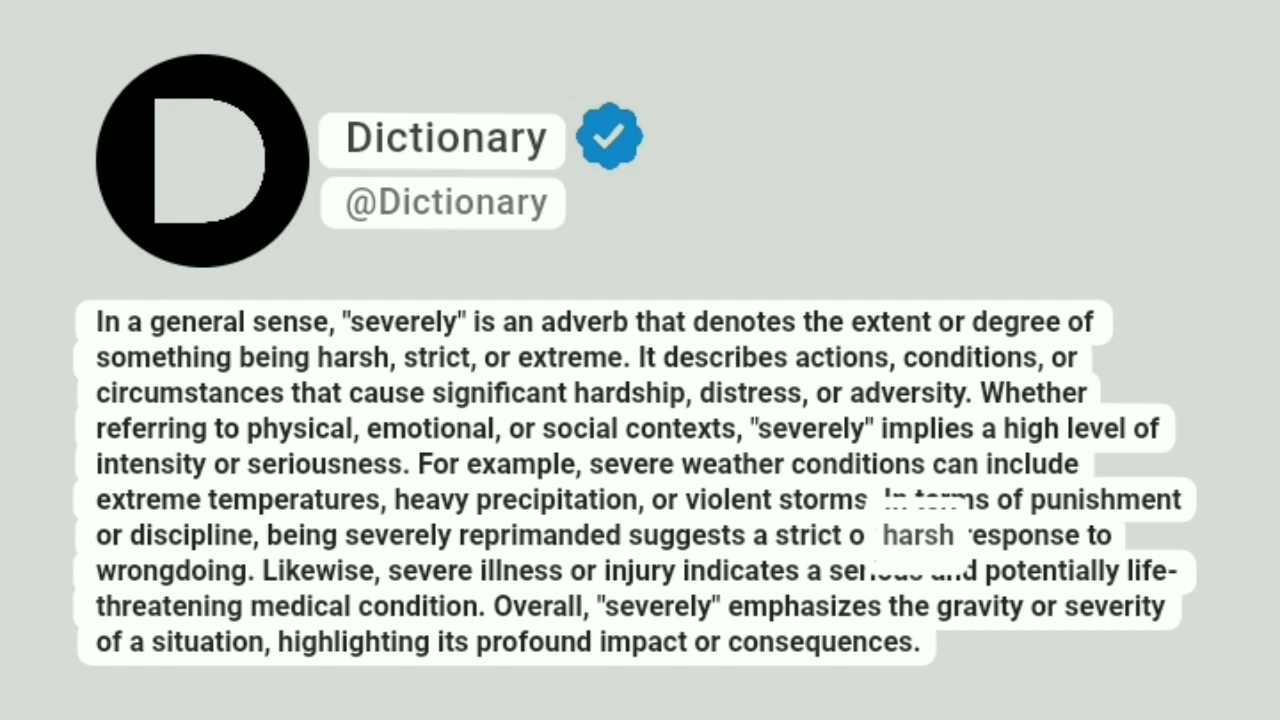 D
Dictionary
@Dictionary
In a general sense, "severely" is an adverb that denotes the extent or degree of
something being harsh, strict, or extreme. It describes actions, conditions, or
circumstances that cause significant hardship, distress, or adversity. Whether
referring to physical, emotional, or social contexts, "severely" implies a high level of
intensity or seriousness. For example, severe weather conditions can include
extreme temperatures, heavy precipitation, or violent storms. In terms of punishment
or discipline, being severely reprimanded suggests a strict o harsh response to
wrongdoing. Likewise, severe illness or injury indicates a serious and potentially life-
threatening medical condition. Overall, "severely" emphasizes the gravity or severity
of a situation, highlighting its profound impact or consequences.